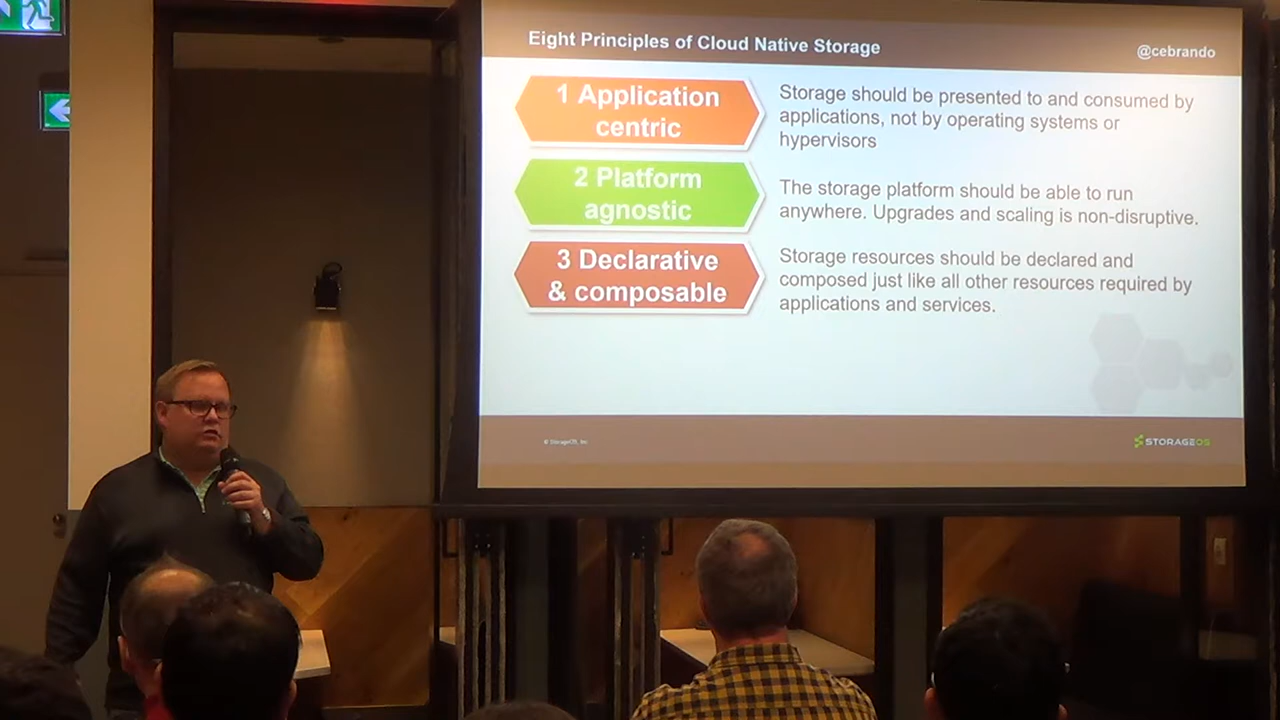 Eight Principles of Cloud Native Storage
@cebrando
1 Application
centric
Storage should be presented to and consumed by
applications, not by operating systems or
hypervisors
2 Platform
agnostic
The storage platform should be able to run
anywhere. Upgrades and scaling is non-disruptive.
3 Declarative
& composable
Storage resources should be declared and
composed just like all other resources required by
applications and services.
© StorageOS, Inc.
STORAGEOS